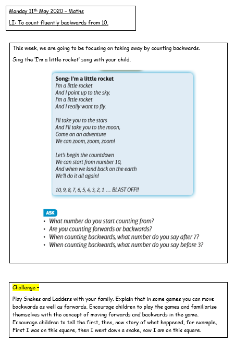 Monday 11th May 2020 – Maths
LI: To count fluently backwards from 10.
This week, we are going to be focusing on taking away by counting backwards.
Sing the 'I'm a little rocket' song with your child.
Song: I'm a little rocket
I'm a little rocket
And I point up to the sky,
I'm a little rocket
And I really want to fly.
I'll take you to the stars
And I'll take you to the moon,
Come on an adventure
We can zoom, zoom, zoom!
Let's begin the countdown
We can start from number 10,
And when we land back on the earth
We'll do it all again!
10, 9, 8, 7, 6, 5, 4, 3, 2, 1 ... BLAST OFF!!
ASK
• What number do you start counting from?
• Are you counting forwards or backwards?
• When counting backwards, what number do you say after 7?
• When counting backwards, what number do you say before 3?
Challenge –
Play Snakes and Ladders with your family. Explain that in some games you can move
backwards as well as forwards. Encourage children to play the games and familiarise
themselves with the concept of moving forwards and backwards in the game.
Encourage children to tell the first, then, now story of what happened, for example,
First I was on this square, then I went down a snake, now I am on this square.